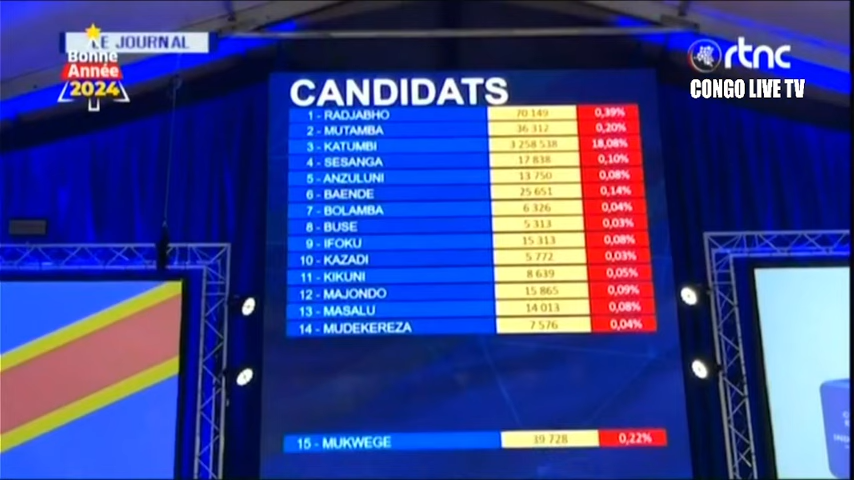 LE JOURNAL
Bonne
Année
2024
rtnc
CONGO LIVE TV
CANDIDATS
1 - RADJABHO 70 149 0,39%
2 - MUTAMBA 36 312 0,20%
3 - KATUMBI 3 258 538 18,08%
4 - SESANGA 17 838 0,10%
5 - ANZULUNI 13 750 0,08%
6 - BAENDE 25 651 0,14%
7 - BOLAMBA 6 326 0,04%
8 - BUSE 5 313 0,03%
9 - IFOKU 15 313 0,08%
10 - KAZADI 5 772 0,03%
11 - KIKUNI 8 639 0,05%
12 - MAJONDO 15 865 0,09%
13 - MASALU 14 013 0,08%
14 - MUDEKEREZA 7 576 0,04%
15 - MUKWEGE 39 728 0,22%